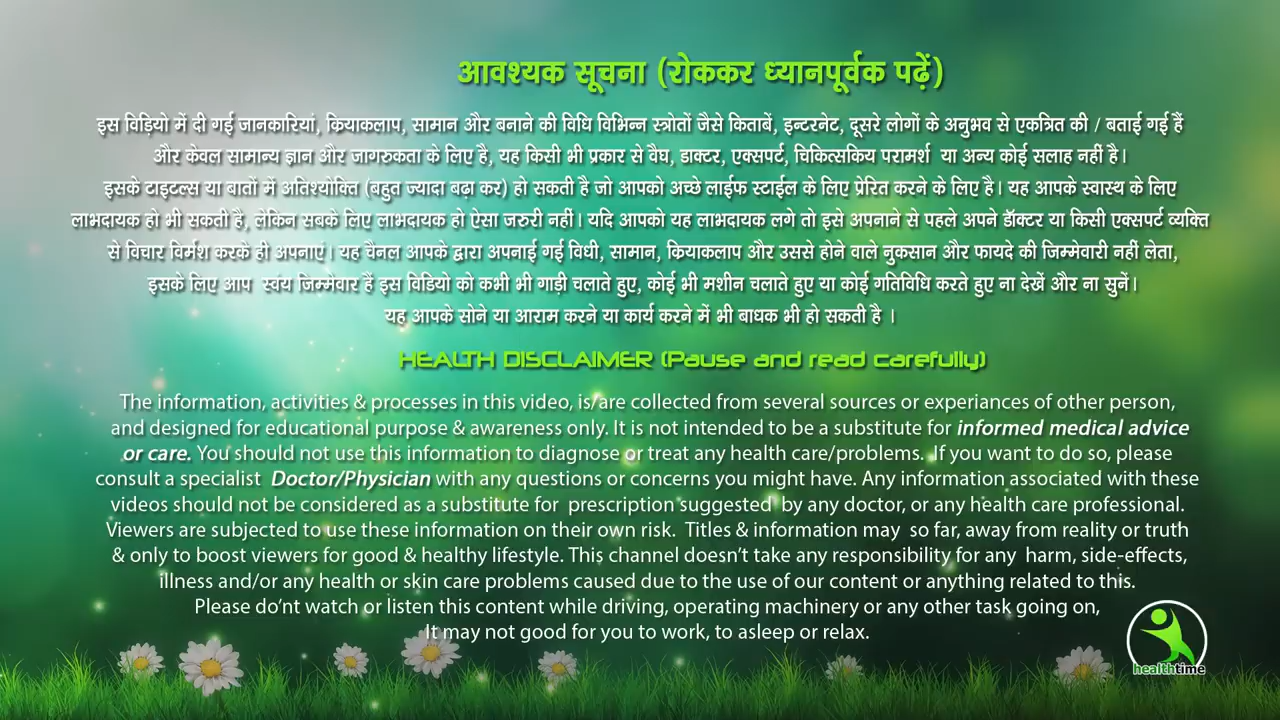 आवश्यक सूचना (रोककर ध्यानपूर्वक पढ़ें)
इस विड़ियो में दी गई जानकारियां, कि्याकलाप, सामान और बनाने की विधि विभिन्न स्त्रोतों जैसे किताबें, इन्टरनेट, दूसरे लोगों के अनुभव से एकत्रित की / बताई गई हैं
और केवल सामान्य ज्ञान और जागरुकता के लिए है, यह किसी भी प्रकार से वैघ, डाक्टर, एक्सपर्ट, चिकित्सकिय परामर्श या अन्य कोई सलाह नहीं है।
इसके टाइटल्स या बातों में अतिश्योक्ति (बहुत ज्यादा बढ़ा कर) हो सकती है जो आपको अच्छे लाईफ स्टाईल के लिए प्रेरित करने के लिए है। यह आपके स्वास्थ के लिए
लाभदायक हो भी सकती है, लेकिन सबके लिए लाभदायक हो ऐसा जरुरी नहीं। यदि आपको यह लाभदायक लगे तो इसे अपनाने से पहले अपने डॅाक्टर या किसी एक्सपर्ट व्यक्ति
से विचार विर्मश करके ही अपनाएं। यह चैनल आपके द्वारा अपनाई गई विधी, सामान, कि्याकलाप और उससे होने वाले नुकसान और फायदे की जिम्मेवारी नहीं लेता,
इसके लिए आप स्वंय जिम्मेवार हैं इस विडियो को कभी भी गाड़ी चलाते हुए, कोई भी मशीन चलाते हुए या कोई गतिविधि करते हुए ना देखें और ना सुनें।
यह आपके सोने या आराम करने या कार्य करने में भी बाधक भी हो सकती है ।
HEALTH DISCLAIMER (Pause and read carefully)
The information, activities & processes in this video, is/are collected from several sources or experiances of other person,
and designed for educational purpose & awareness only. It is not intended to be a substitute for informed medical advice
or care. You should not use this information to diagnose or treat any health care/problems. If you want to do so, please
consult a specialist Doctor/Physician with any questions or concerns you might have. Any information associated with these
videos should not be considered as a substitute for prescription suggested by any doctor, or any health care professional.
Viewers are subjected to use these information on their own risk. Titles & information may so far, away from reality or truth
& only to boost viewers for good & healthy lifestyle. This channel doesn't take any responsibility for any harm, side-effects,
illness and/or any health or skin care problems caused due to the use of our content or anything related to this.
Please do'nt watch or listen this content while driving, operating machinery or any other task going on,
It may not good for you to work, to asleep or relax.
healthtime